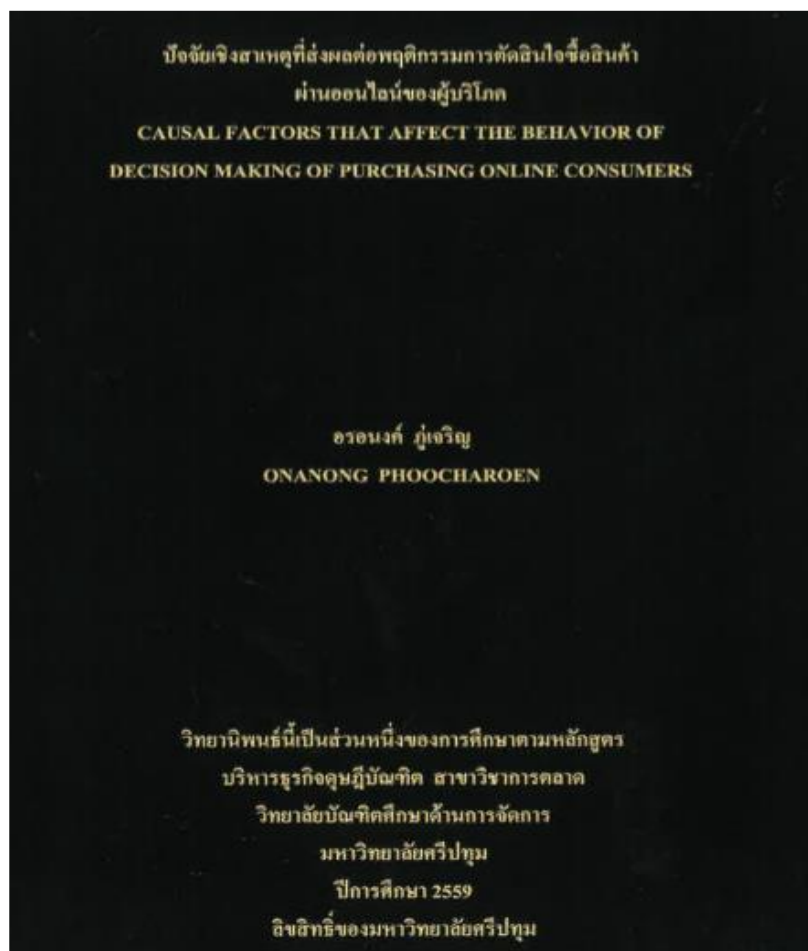 ปัจจัยเชิงสาเหตุที่ส่งผลต่อพฤติกรรมการตัดสินใจซื้อสินค้า
ผ่านออนไลน์ของผู้บริโภค
CAUSAL FACTORS THAT AFFECT THE BEHAVIOR OF
DECISION MAKING OF PURCHASING ONLINE CONSUMERS
อรอนงค์ ภู่เจริญ
ONANONG PHOOCHAROEN
วิทยานิพนธ์นี้เป็นส่วนหนึ่งของการศึกษาตามหลักสูตร
บริหารธุรกิจดุษฎีบัณฑิต สาขาวิชาการตลาด
วิทยาลัยบัณฑิตศึกษาด้านการจัดการ
มหาวิทยาลัยศรีปทุม
ปีการศึกษา 2559
ลิขสิทธิ์ของมหาวิทยาลัยศรีปทุม